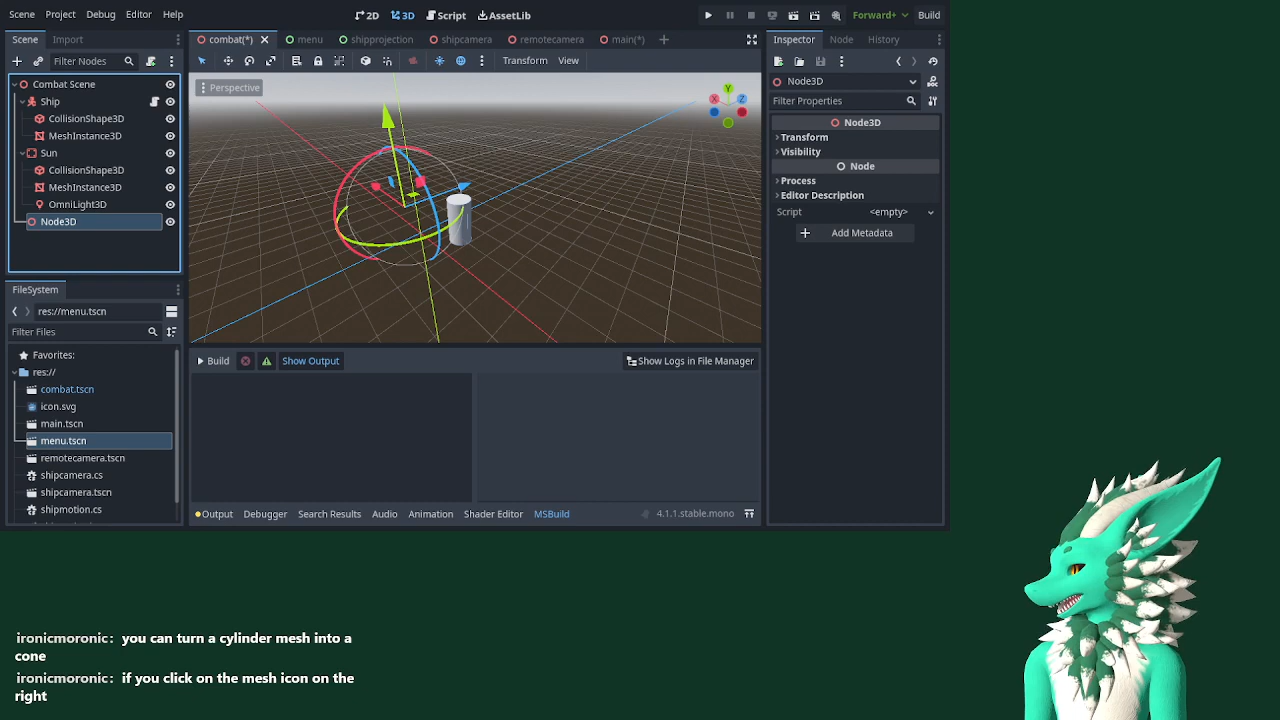 Scene Project Debug Editor Help
2D 3D Script AssetLib
Forward+ Build
Scene Import
combat(*) menu shipprojection shipcamera remotecamera main(*)
Inspector Node History
Filter Nodes
Transform View
Node3D
Filter Properties
Combat Scene
Ship
CollisionShape3D
MeshInstance3D
Sun
CollisionShape3D
MeshInstance3D
OmniLight3D
Node3D
Perspective
Y
X Z
Node3D
Transform
Visibility
Node
Process
Editor Description
Script <empty>
Add Metadata
FileSystem
res://menu.tscn
Filter Files
Favorites:
res://
combat.tscn
icon.svg
main.tscn
menu.tscn
remotecamera.tscn
shipcamera.cs
shipcamera.tscn
shipmotion.cs
Build Show Output Show Logs in File Manager
Output Debugger Search Results Audio Animation Shader Editor MSBuild 4.1.1.stable.mono
ironicmoronic: you can turn a cylinder mesh into a
cone
ironicmoronic: if you click on the mesh icon on the
right